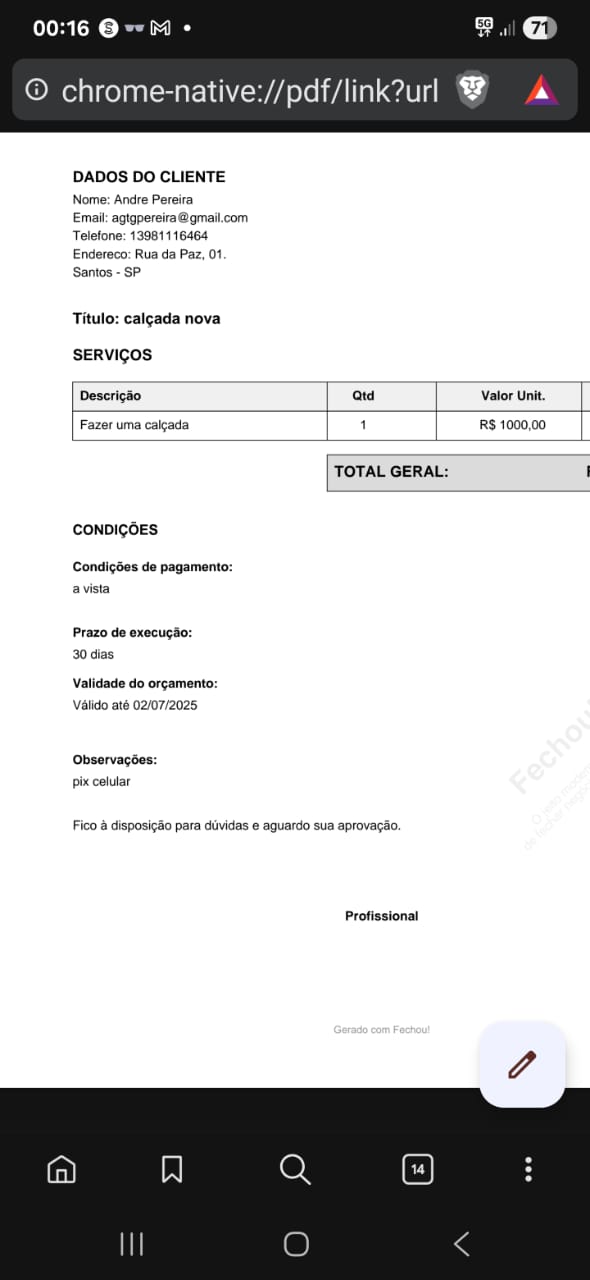 00:16
5G
71
chrome-native://pdf/link?url
DADOS DO CLIENTE
Nome: Andre Pereira
Email: agtgpereira@gmail.com
Telefone: 13981116464
Endereco: Rua da Paz, 01.
Santos - SP
Título: calçada nova
SERVIÇOS
Descrição Qtd Valor Unit.
Fazer uma calçada 1 R$ 1000,00
TOTAL GERAL:
CONDIÇÕES
Condições de pagamento:
a vista
Prazo de execução:
30 dias
Validade do orçamento:
Válido até 02/07/2025
Observações:
pix celular
Fechou!
O jeito
de fechar
Fico à disposição para dúvidas e aguardo sua aprovação.
Profissional
Gerado com Fechou!
14